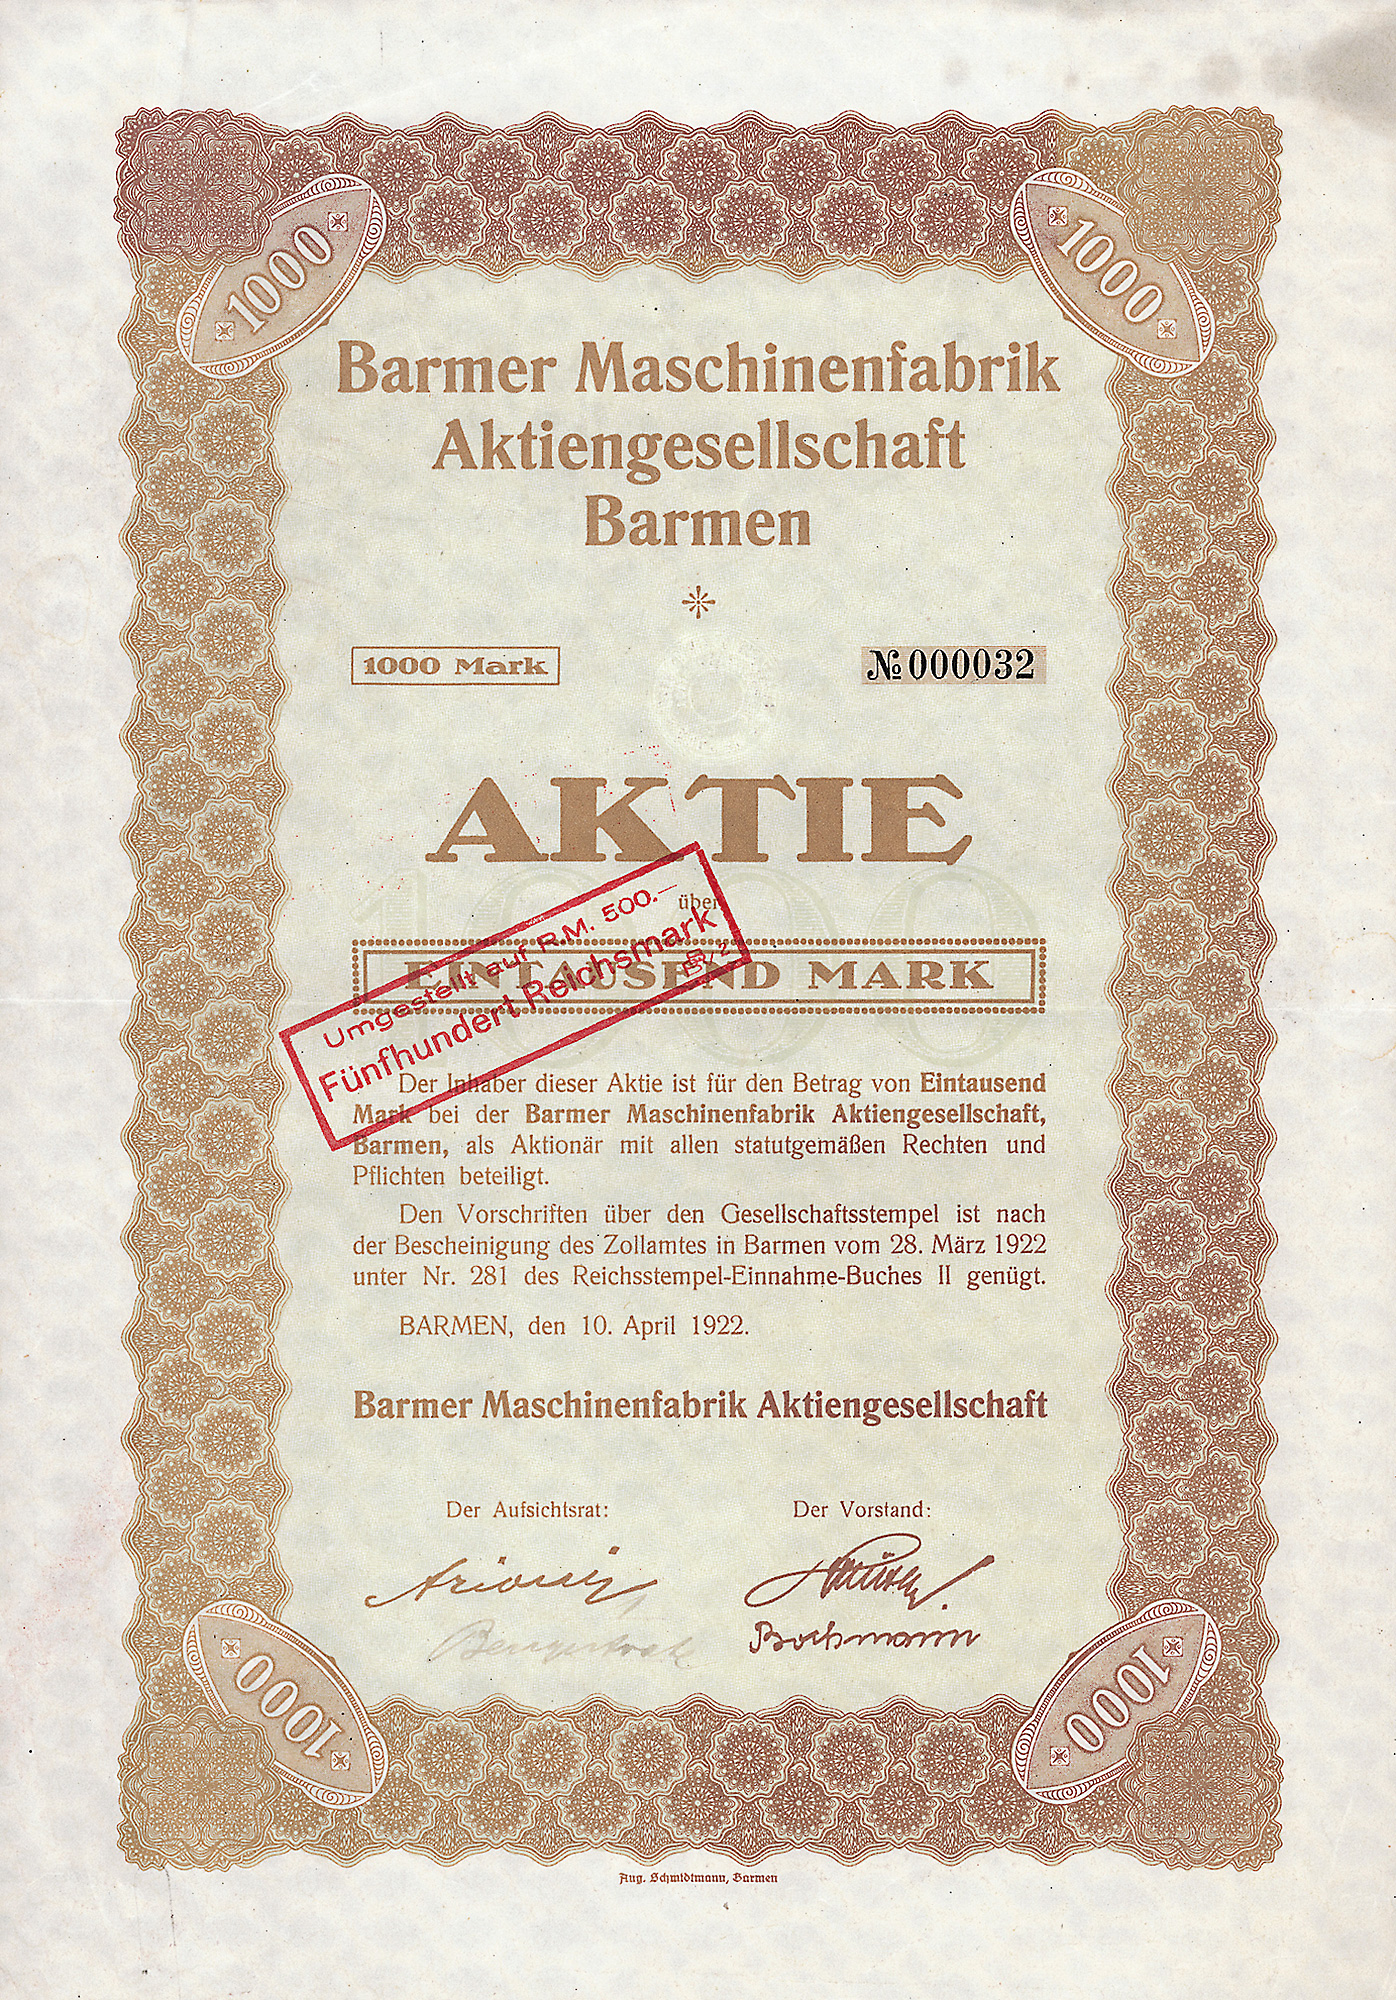 1000
1000
Barmer Maschinenfabrik
Aktiengesellschaft
Barmen
1000 Mark
№ 000032
AKTIE
über
EINTAUSEND MARK
Umgestellt auf R.M. 500.—
Fünfhundert Reichsmark
Der Inhaber dieser Aktie ist für den Betrag von Eintausend
Mark bei der Barmer Maschinenfabrik Aktiengesellschaft,
Barmen, als Aktionär mit allen statutgemäßen Rechten und
Pflichten beteiligt.
Den Vorschriften über den Gesellschaftsstempel ist nach
der Bescheinigung des Zollamtes in Barmen vom 28. März 1922
unter Nr. 281 des Reichsstempel-Einnahme-Buches II genügt.
BARMEN, den 10. April 1922.
Barmer Maschinenfabrik Aktiengesellschaft
Der Aufsichtsrat:
Der Vorstand:
Bochmann
1000
1000
Aug. Schmidtmann, Barmen